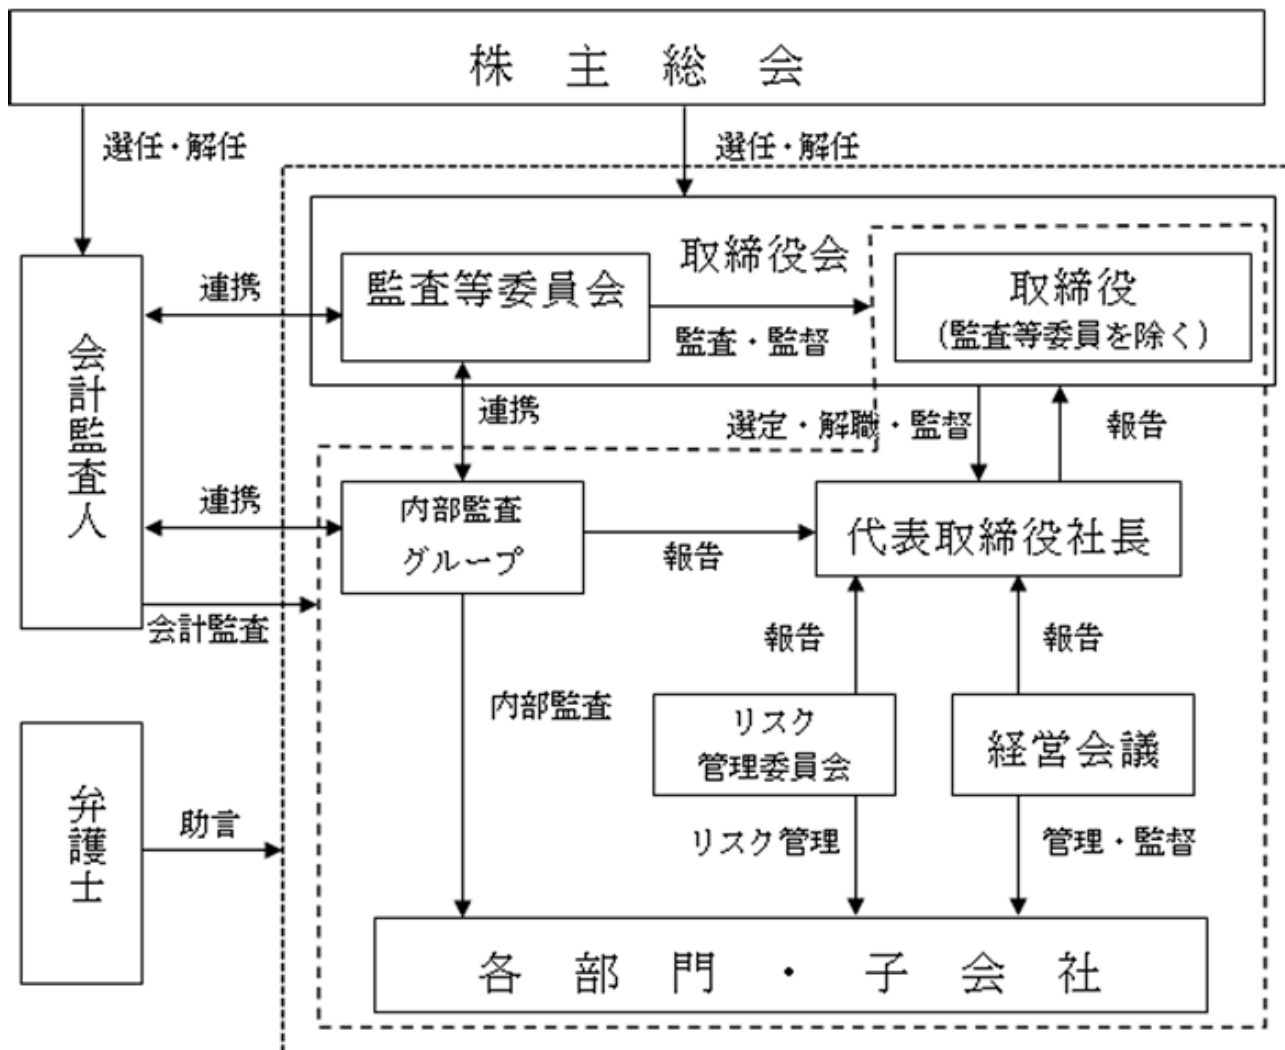 株主総会
選任・解任
選任・解任
取締役会
監査等委員会
取締役
(監査等委員を除く)
連携
監査・監督
会計監査人
連携
選定・解職・監督
報告
連携
内部監査
グループ
報告
代表取締役社長
会計監査
報告
報告
内部監査
リスク
管理委員会
経営会議
弁護士
助言
リスク管理
管理・監督
各部門・子会社